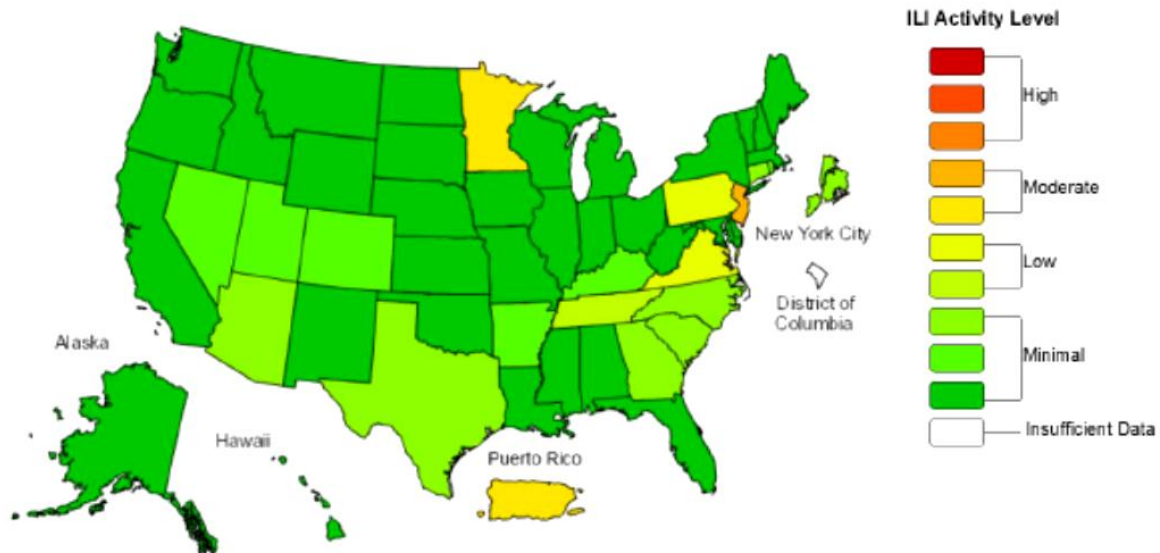 ILI Activity Level
High
Moderate
Low
Minimal
Insufficient Data
New York City
District of
Columbia
Alaska
Hawaii
Puerto Rico